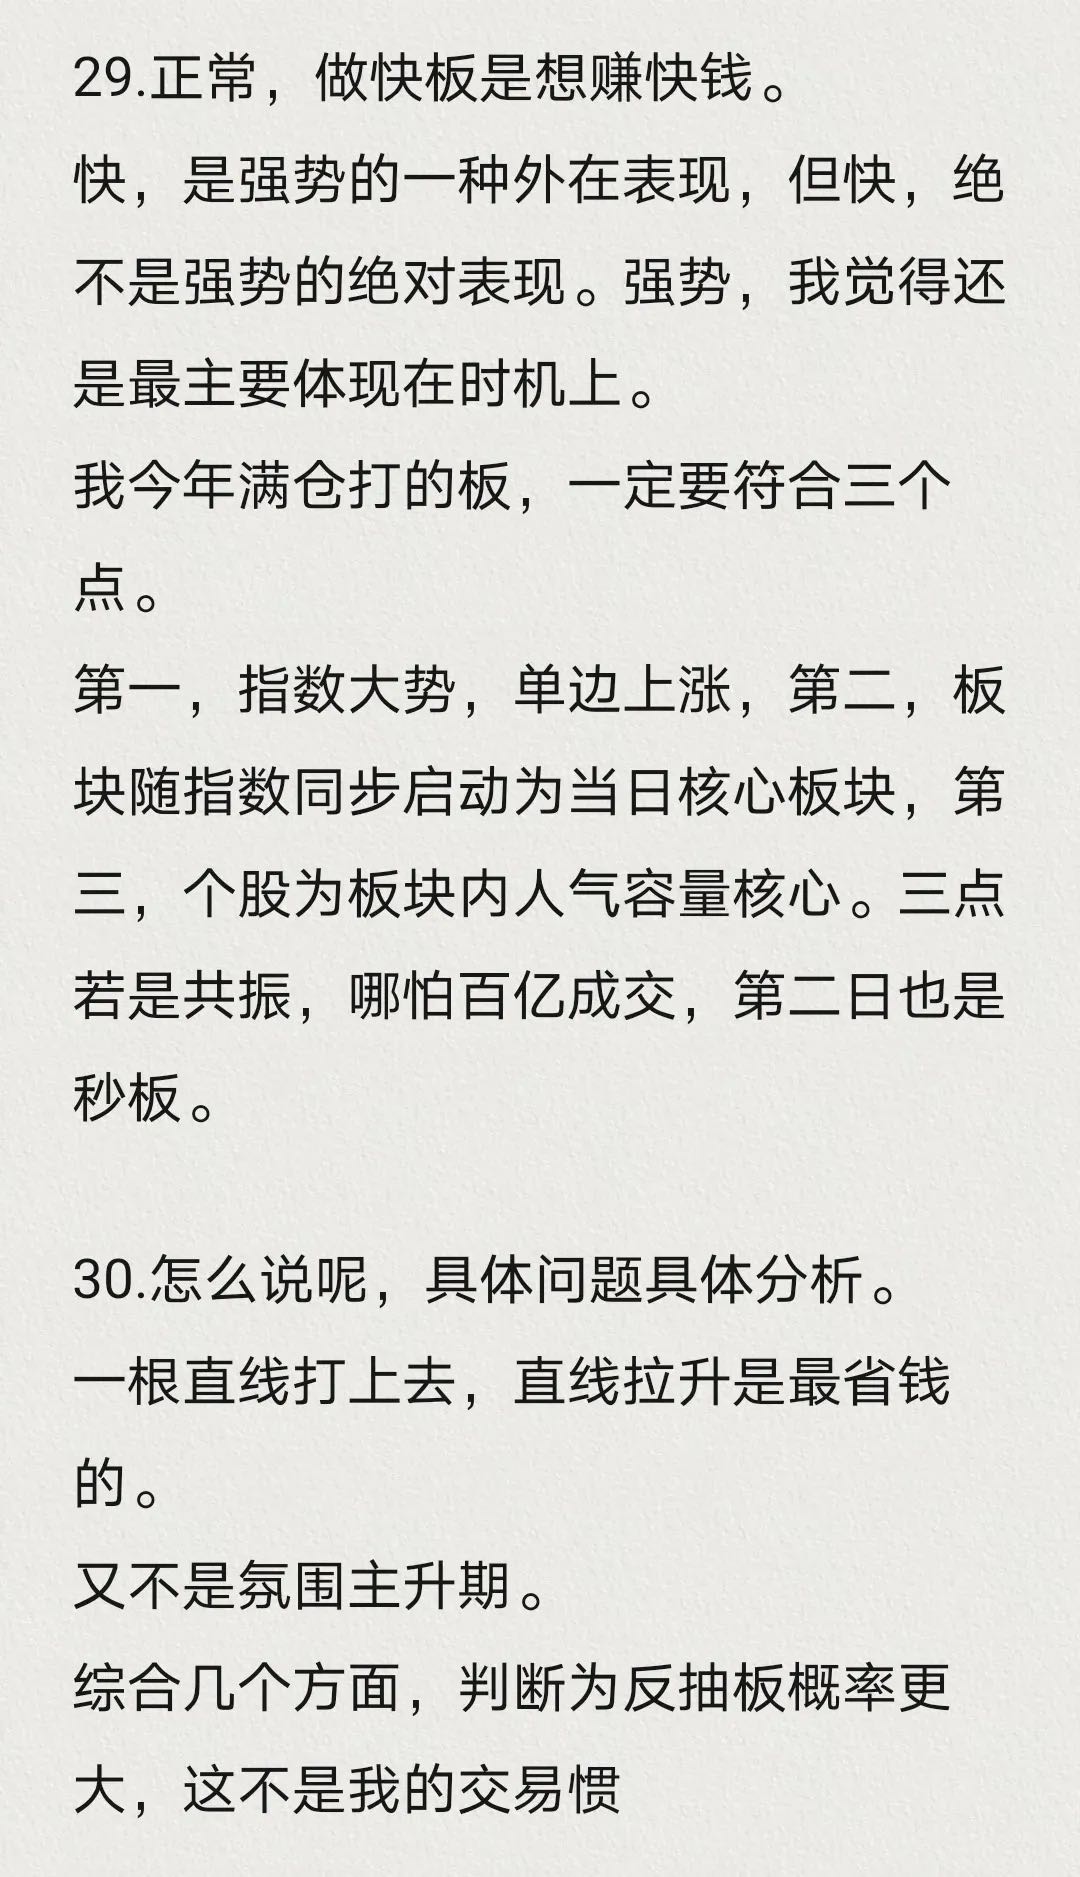 29.正常，做快板是想赚快钱。
快，是强势的一种外在表现，但快，绝
不是强势的绝对表现。强势，我觉得还
是最主要体现在时机上。
我今年满仓打的板，一定要符合三个
点。
第一，指数大势，单边上涨，第二，板
块随指数同步启动为当日核心板块，第
三，个股为板块内人气容量核心。三点
若是共振，哪怕百亿成交，第二日也是
秒板。
30.怎么说呢，具体问题具体分析。
一根直线打上去，直线拉升是最省钱
的。
又不是氛围主升期。
综合几个方面，判断为反抽板概率更
大，这不是我的交易惯